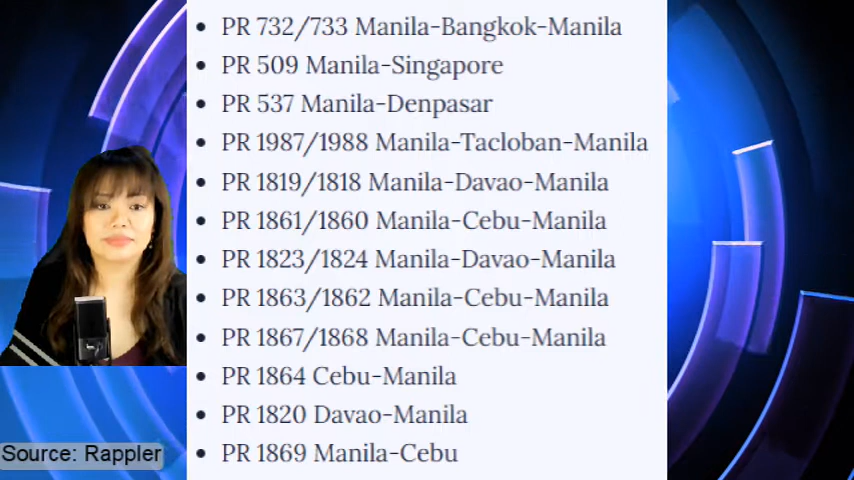 PR 732/733 Manila-Bangkok-Manila
PR 509 Manila-Singapore
PR 537 Manila-Denpasar
PR 1987/1988 Manila-Tacloban-Manila
PR 1819/1818 Manila-Davao-Manila
PR 1861/1860 Manila-Cebu-Manila
PR 1823/1824 Manila-Davao-Manila
PR 1863/1862 Manila-Cebu-Manila
PR 1867/1868 Manila-Cebu-Manila
PR 1864 Cebu-Manila
PR 1820 Davao-Manila
PR 1869 Manila-Cebu
Source: Rappler